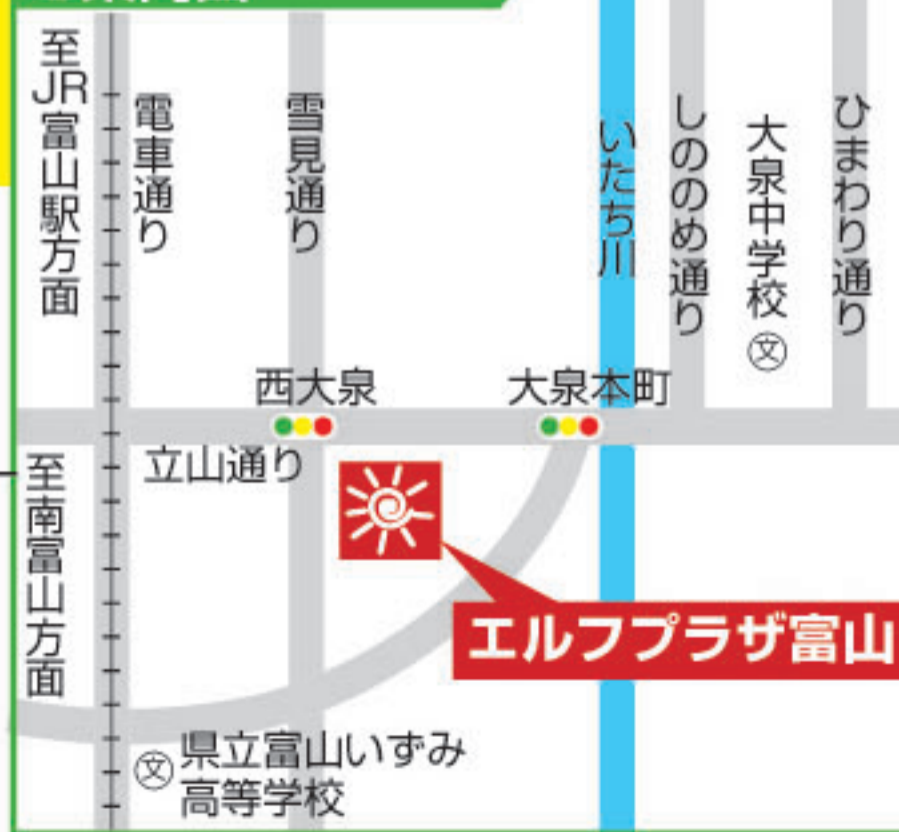 至JR富山駅方面
電車通り
雪見通り
いたち川
しののめ通り
大泉中学校
文
ひまわり通り
西大泉
大泉本町
立山通り
至南富山方面
エルフプラザ富山
文
県立富山いずみ
高等学校